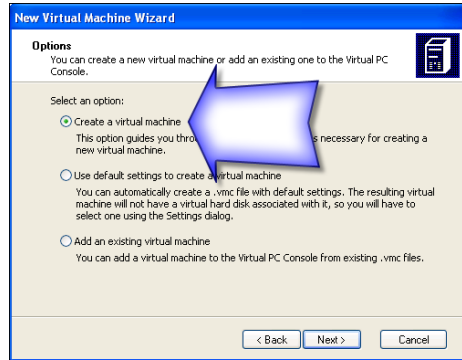 New Virtual Machine Wizard
Options
You can create a new virtual machine or add an existing one to the Virtual PC
Console.
Select an option:
Create a virtual machine
This option guides you s necessary for creating a
new virtual machine.
Use default settings to create a virtual machine
You can automatically create a .vmc file with default settings. The resulting virtual
machine will not have a virtual hard disk associated with it, so you will have to
select one using the Settings dialog.
Add an existing virtual machine
You can add a virtual machine to the Virtual PC Console from existing .vmc files.
< Back Next > Cancel